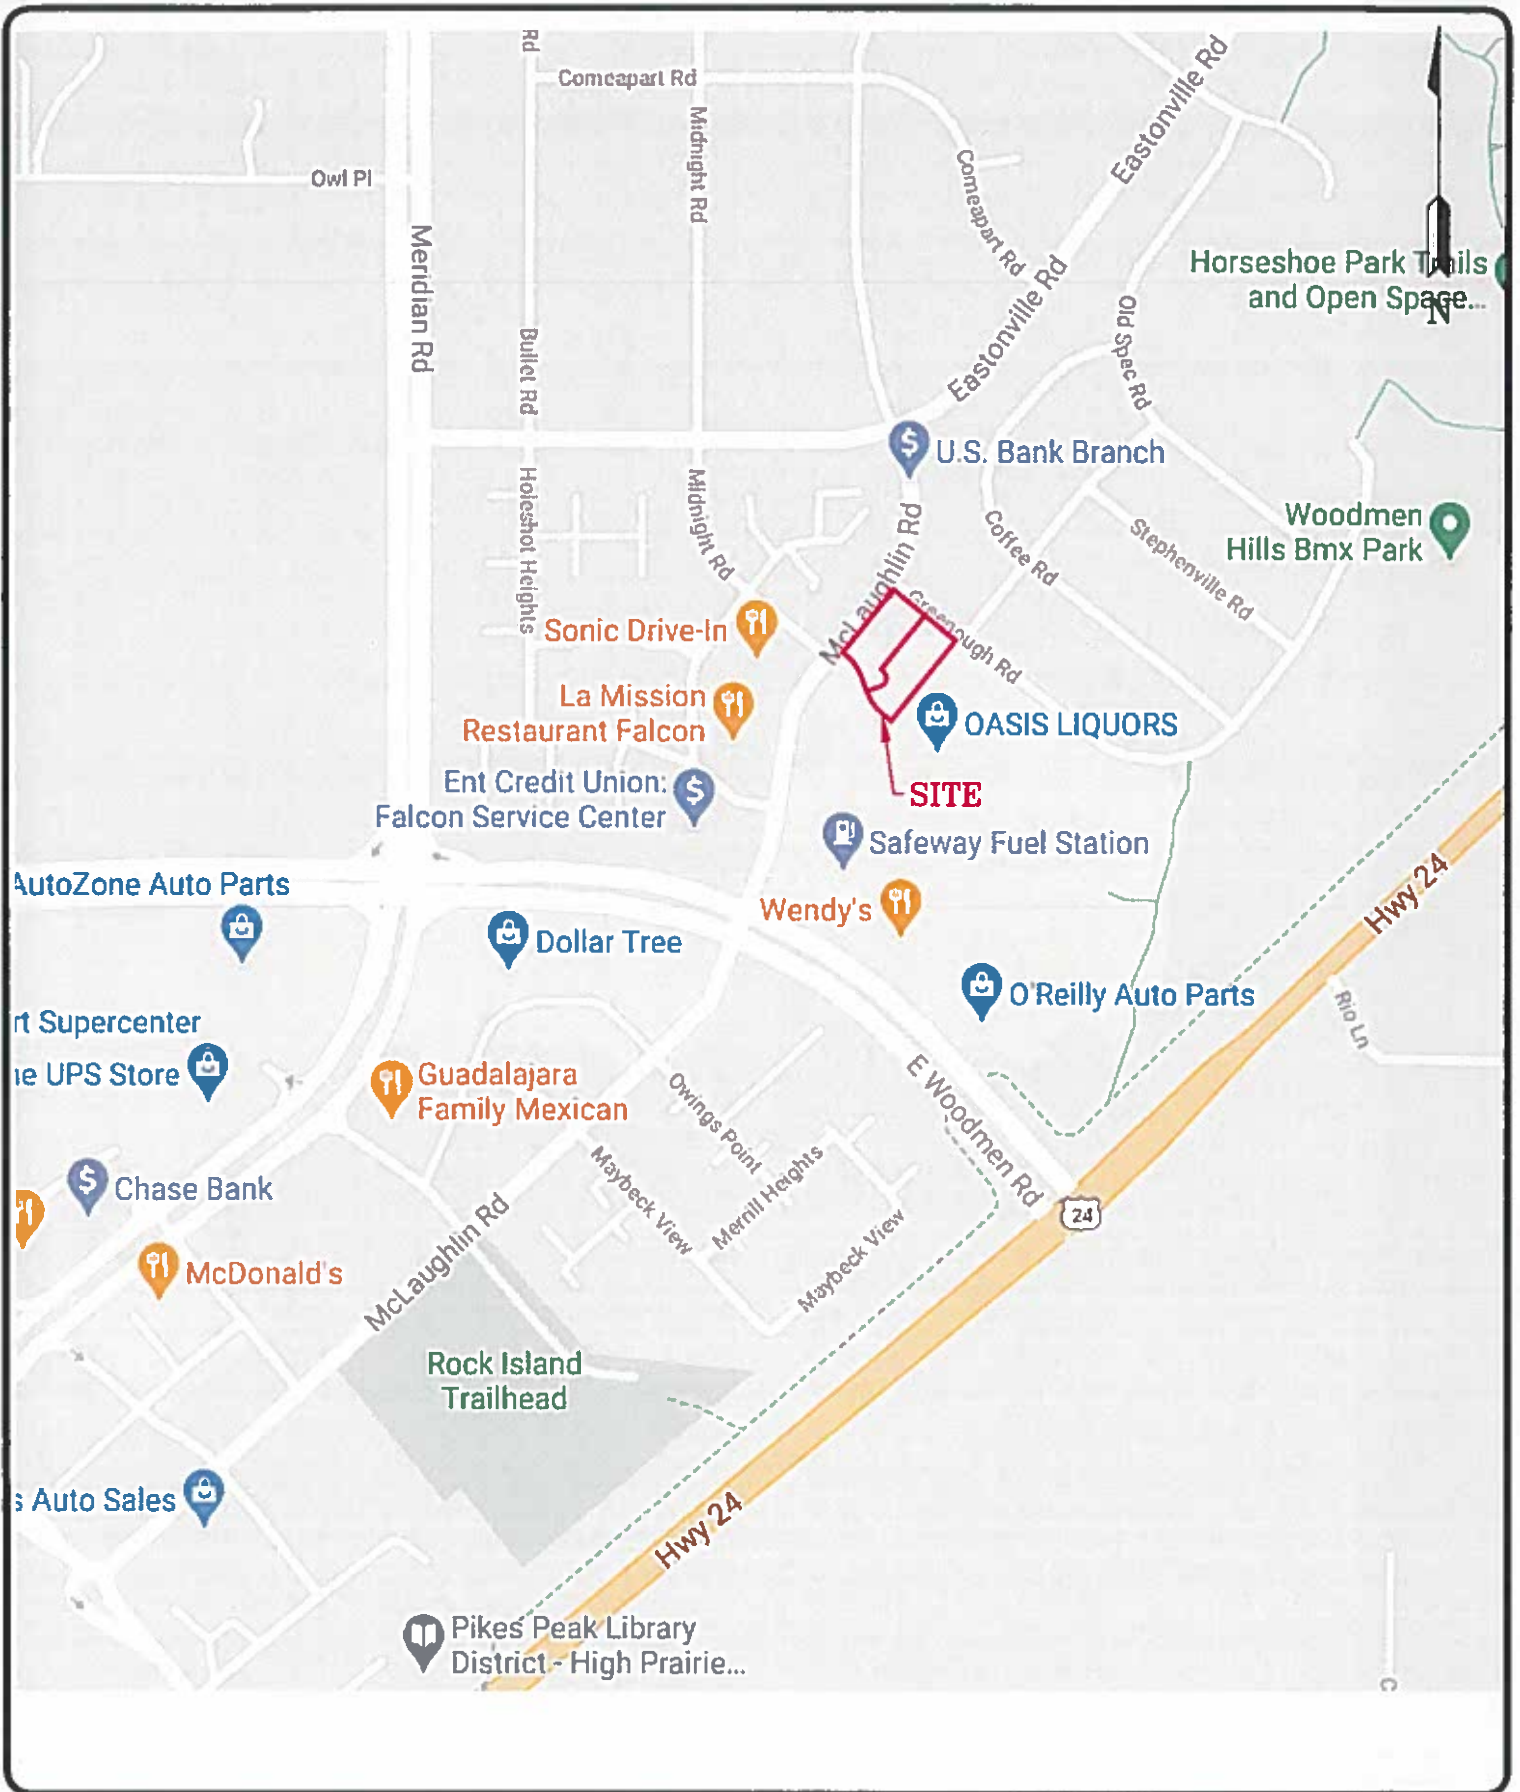 Rd
Comeapart Rd
Eastonville Rd
Midnight Rd
Owl Pl
Comeapart Rd
Meridian Rd
Horseshoe Park Trails
and Open Space...
N
Eastonville Rd
Old Spec Rd
Bullet Rd
U.S. Bank Branch
Holeshot Heights
Midnight Rd
McLaughlin Rd
Coffee Rd
Stephenville Rd
Woodmen
Hills Bmx Park
Greenough Rd
Sonic Drive-In
La Mission
Restaurant Falcon
OASIS LIQUORS
Ent Credit Union:
Falcon Service Center
SITE
Safeway Fuel Station
AutoZone Auto Parts
Hwy 24
Wendy's
Dollar Tree
O'Reilly Auto Parts
Rio Ln
rt Supercenter
ne UPS Store
Guadalajara
Family Mexican
Owings Point
E Woodmen Rd
Chase Bank
Maybeck View
Merrill Heights
24
McLaughlin Rd
Maybeck View
McDonald's
Rock Island
Trailhead
s Auto Sales
Hwy 24
Pikes Peak Library
District - High Prairie...
C